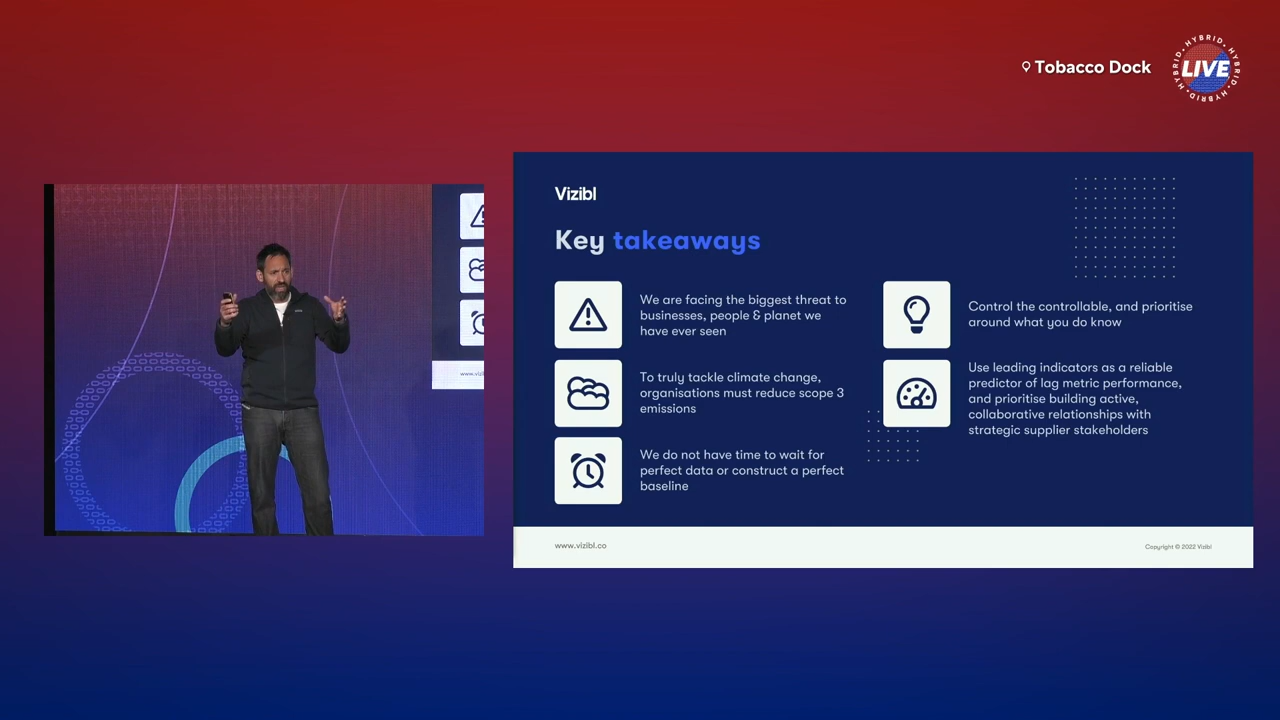 Tobacco Dock
HYBRID • HYBRID • HYBRID • HYBRID •
LIVE
Vizibl
Key takeaways
We are facing the biggest threat to
businesses, people & planet we
have ever seen
To truly tackle climate change,
organisations must reduce scope 3
emissions
We do not have time to wait for
perfect data or construct a perfect
baseline
Control the controllable, and prioritise
around what you do know
Use leading indicators as a reliable
predictor of lag metric performance,
and prioritise building active,
collaborative relationships with
strategic supplier stakeholders
www.vizibl.co
Copyright © 2022 Vizibl